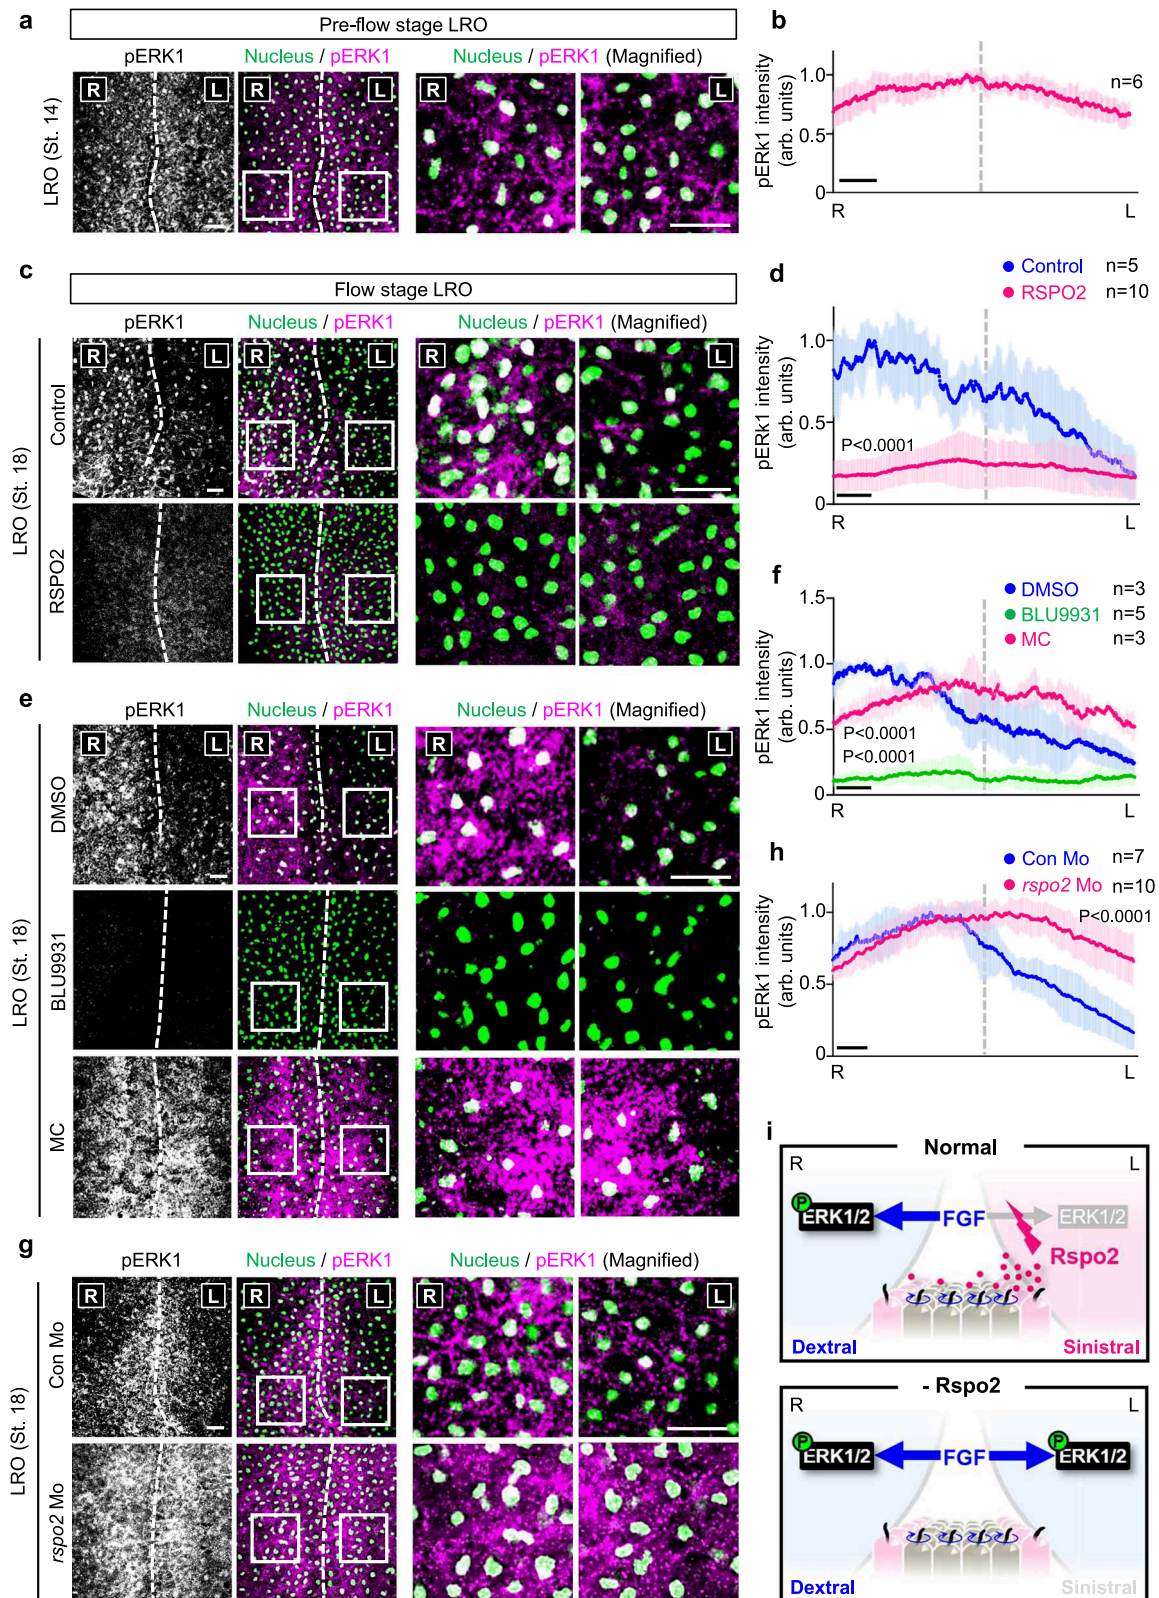 a
Pre-flow stage LRO
pERK1
Nucleus / pERK1
Nucleus / pERK1 (Magnified)
LRO (St. 14)
R
L
R
L
R
L
b
pERk1 intensity
(arb. units)
1.0
0.5
0
n=6
R
L
c
Flow stage LRO
pERK1
Nucleus / pERK1
Nucleus / pERK1 (Magnified)
LRO (St. 18)
Control
RSPO2
R
L
R
L
R
L
d
Control n=5
RSPO2 n=10
pERk1 intensity
(arb. units)
1.0
0.5
0
P<0.0001
R
L
e
pERK1
Nucleus / pERK1
Nucleus / pERK1 (Magnified)
LRO (St. 18)
DMSO
BLU9931
MC
R
L
R
L
R
L
f
DMSO n=3
BLU9931 n=5
MC n=3
pERk1 intensity
(arb. units)
1.5
1.0
0.5
0
P<0.0001
P<0.0001
R
L
g
pERK1
Nucleus / pERK1
Nucleus / pERK1 (Magnified)
LRO (St. 18)
Con Mo
rspo2 Mo
R
L
R
L
R
L
h
Con Mo n=7
rspo2 Mo n=10
P<0.0001
pERk1 intensity
(arb. units)
1.0
0.5
0
R
L
i
Normal
R
L
P
ERK1/2
FGF
ERK1/2
Rspo2
Dextral
Sinistral
- Rspo2
R
L
P
ERK1/2
FGF
P
ERK1/2
Dextral
Sinistral